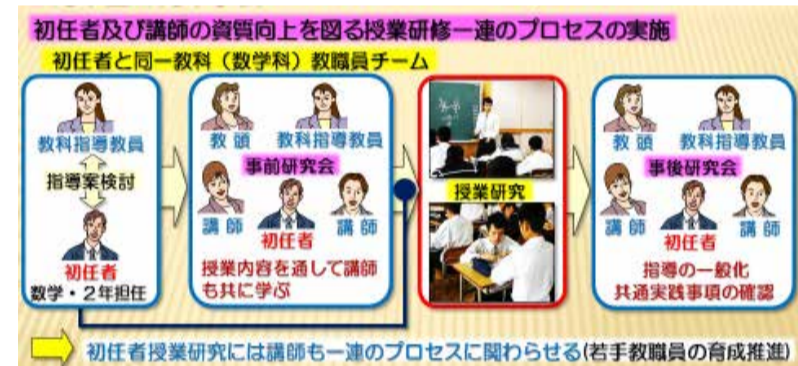 初任者及び講師の資質向上を図る授業研修一連のプロセスの実施
初任者と同一教科（数学科）教職員チーム
教科指導教員
指導案検討
初任者
数学・２年担任
教頭 教科指導教員
事前研究会
講師 初任者 講師
授業内容を通して講師
も共に学ぶ
授業研究
教頭 教科指導教員
事後研究会
講師 初任者 講師
指導の一般化
共通実践事項の確認
初任者授業研究には講師も一連のプロセスに関わらせる(若手教職員の育成推進)